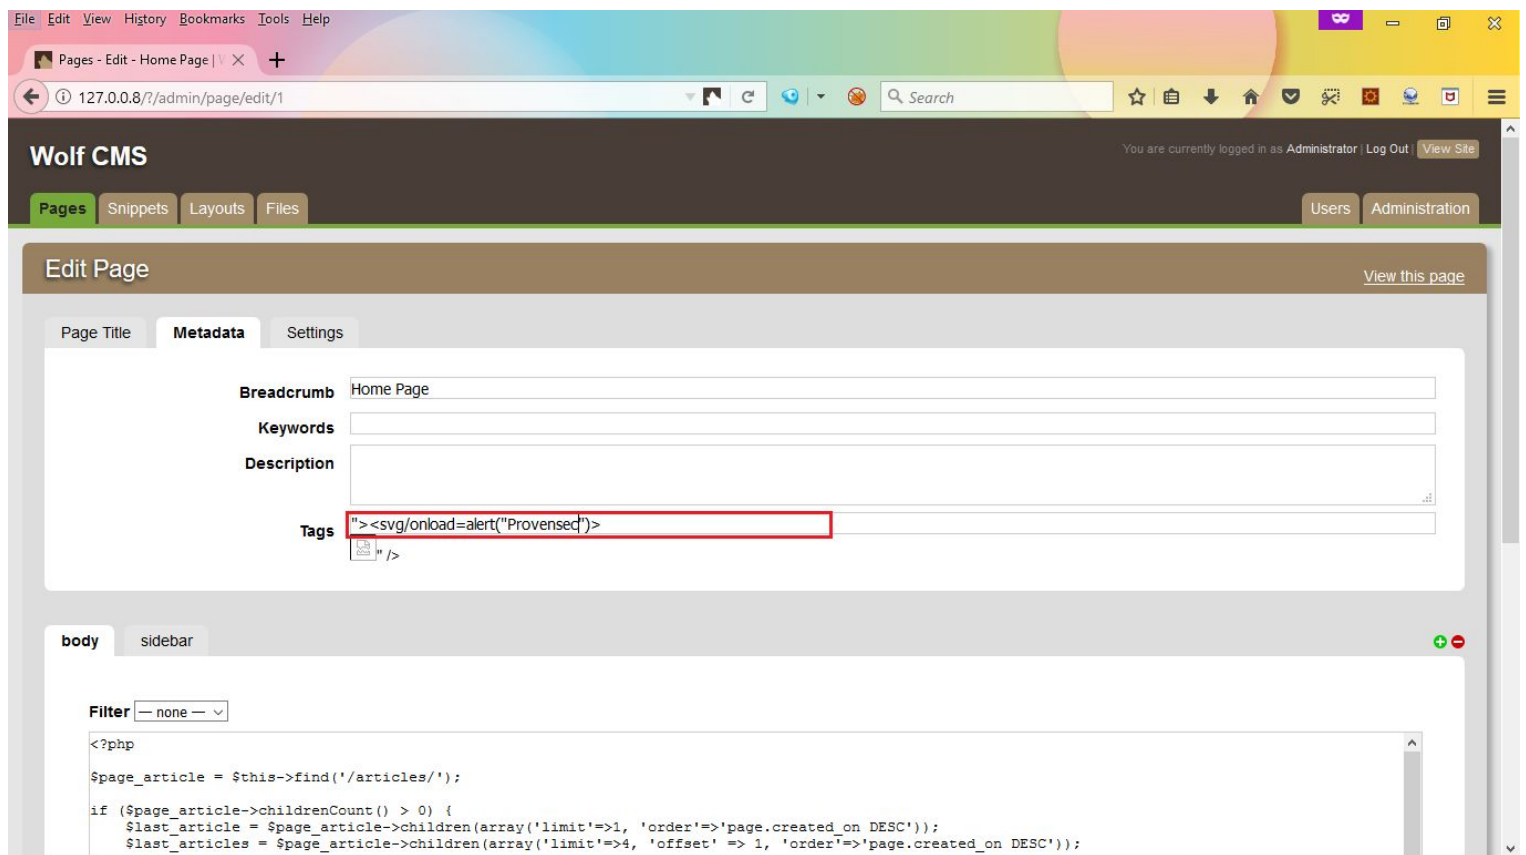 File Edit View History Bookmarks Tools Help
Pages - Edit - Home Page |
127.0.0.8/?/admin/page/edit/1
Search
Wolf CMS
You are currently logged in as Administrator | Log Out | View Site
Pages Snippets Layouts Files Users Administration
Edit Page
View this page
Page Title Metadata Settings
Breadcrumb Home Page
Keywords
Description
Tags "><svg/onload=alert("Provensec")>
" />
body sidebar
Filter — none —
<?php
$page_article = $this->find('/articles/');
if ($page_article->childrenCount() > 0) {
$last_article = $page_article->children(array('limit'=>1, 'order'=>'page.created_on DESC'));
$last_articles = $page_article->children(array('limit'=>4, 'offset' => 1, 'order'=>'page.created_on DESC'));